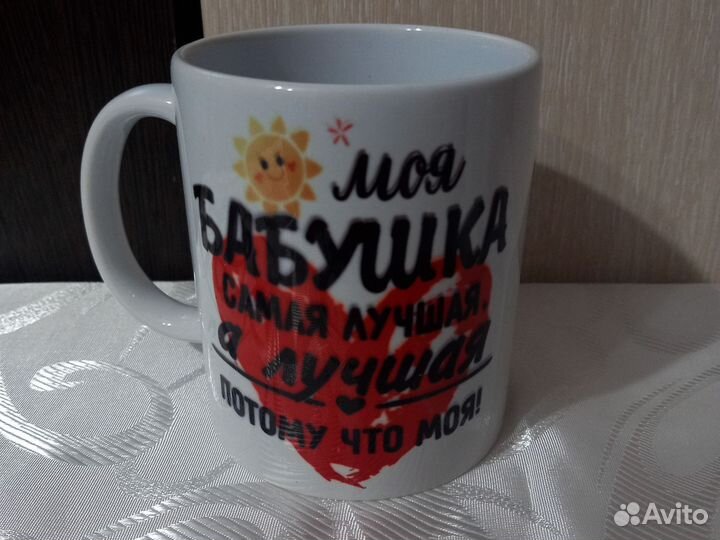 моя
БАБУШКА
САМАЯ ЛУЧШАЯ,
а лучшая
ПОТОМУ ЧТО МОЯ!
Avito